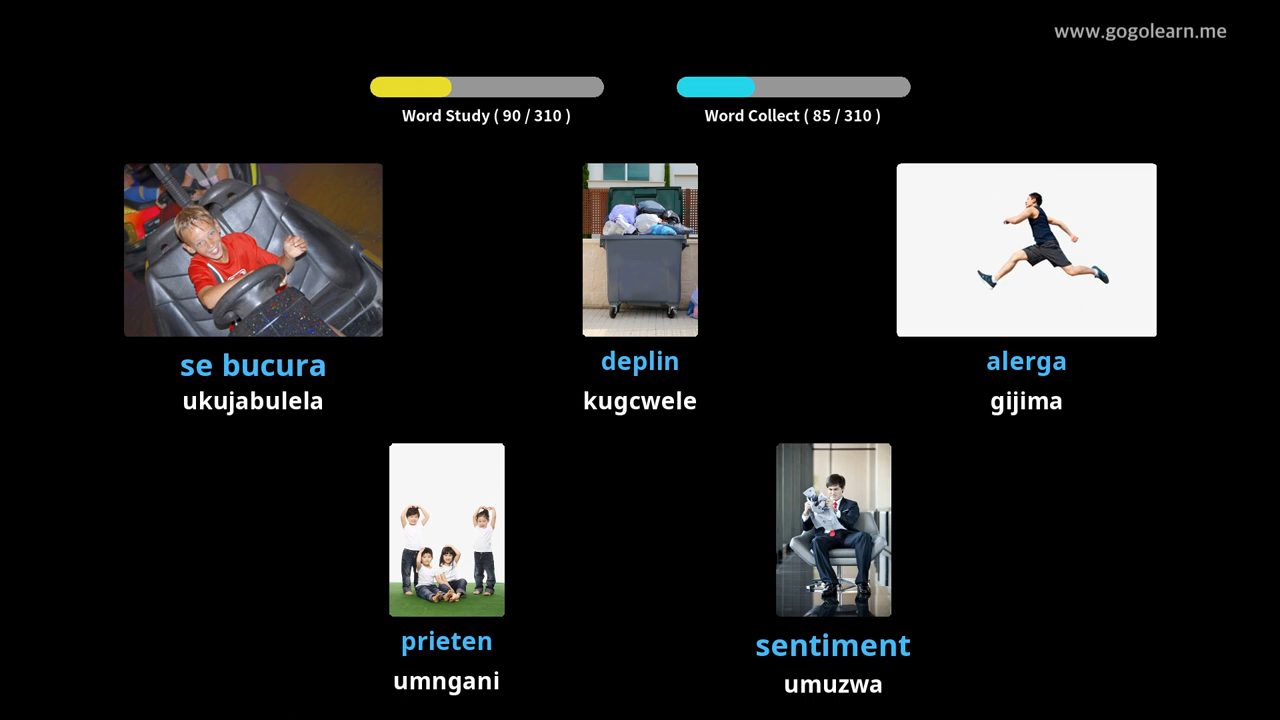 www.gogolearn.me
Word Study ( 90 / 310 )
Word Collect ( 85 / 310 )
se bucura
ukujabulela
deplin
kugcwele
alerga
gijima
prieten
umngani
sentiment
umuzwa